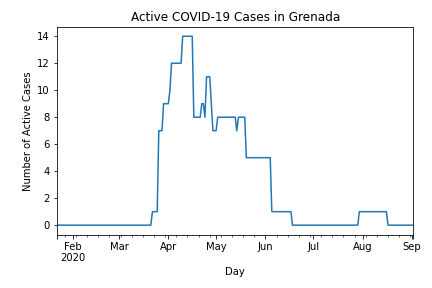 Active COVID-19 Cases in Grenada
Number of Active Cases
14
12
10
8
6
4
2
0
Feb Mar Apr May Jun Jul Aug Sep
2020
Day